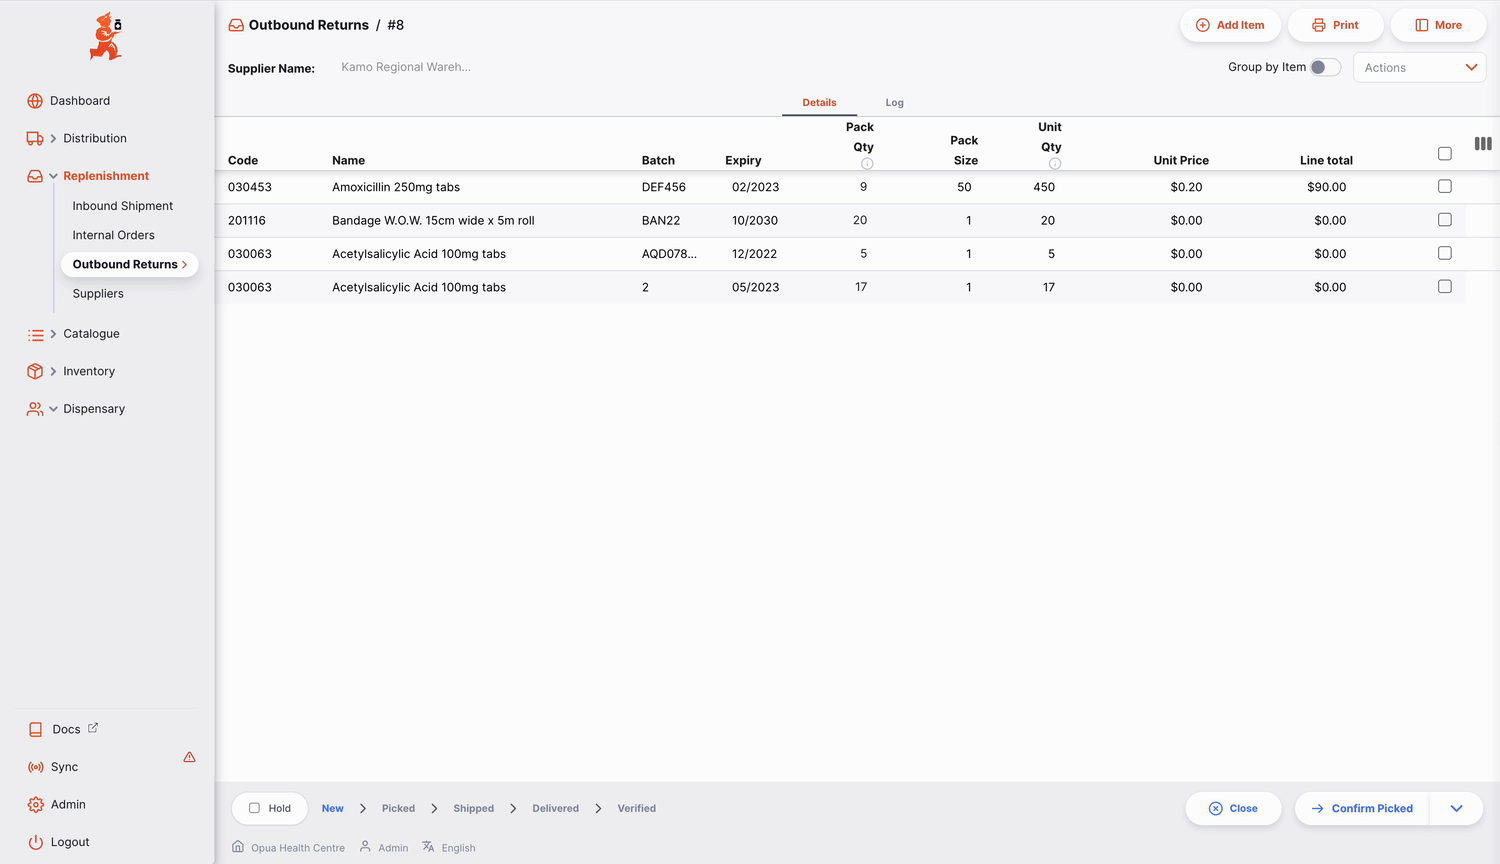 Dashboard
Distribution
Replenishment
Inbound Shipment
Internal Orders
Outbound Returns
Suppliers
Catalogue
Inventory
Dispensary
Docs
Sync
Admin
Logout
Outbound Returns / #8
Add Item
Print
More
Supplier Name: Kamo Regional Wareh...
Group by Item
Actions
Details Log
Code Name Batch Expiry Pack Qty Pack Size Unit Qty Unit Price Line total
030453 Amoxicillin 250mg tabs DEF456 02/2023 9 50 450 $0.20 $90.00
201116 Bandage W.O.W. 15cm wide x 5m roll BAN22 10/2030 20 1 20 $0.00 $0.00
030063 Acetylsalicylic Acid 100mg tabs AQD078... 12/2022 5 1 5 $0.00 $0.00
030063 Acetylsalicylic Acid 100mg tabs 2 05/2023 17 1 17 $0.00 $0.00
Hold New Picked Shipped Delivered Verified
Close
Confirm Picked
Opua Health Centre Admin English